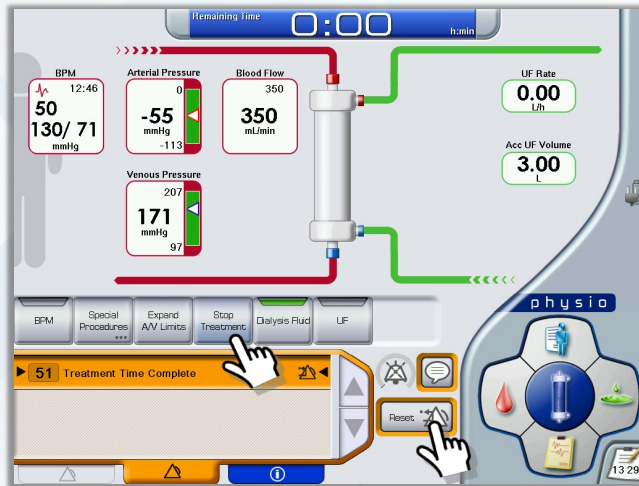 Remaining Time
0:00
h:min
BPM
12:46
50
130/ 71
mmHg
Arterial Pressure
0
-55
mmHg
-113
Blood Flow
350
350
mL/min
UF Rate
0.00
L/h
Venous Pressure
207
171
mmHg
97
Acc UF Volume
3.00
L
physio
BPM
Special
Procedures
Expand
A/V Limits
Stop
Treatment
Dialysis Fluid
UF
51 Treatment Time Complete
Reset
13 29